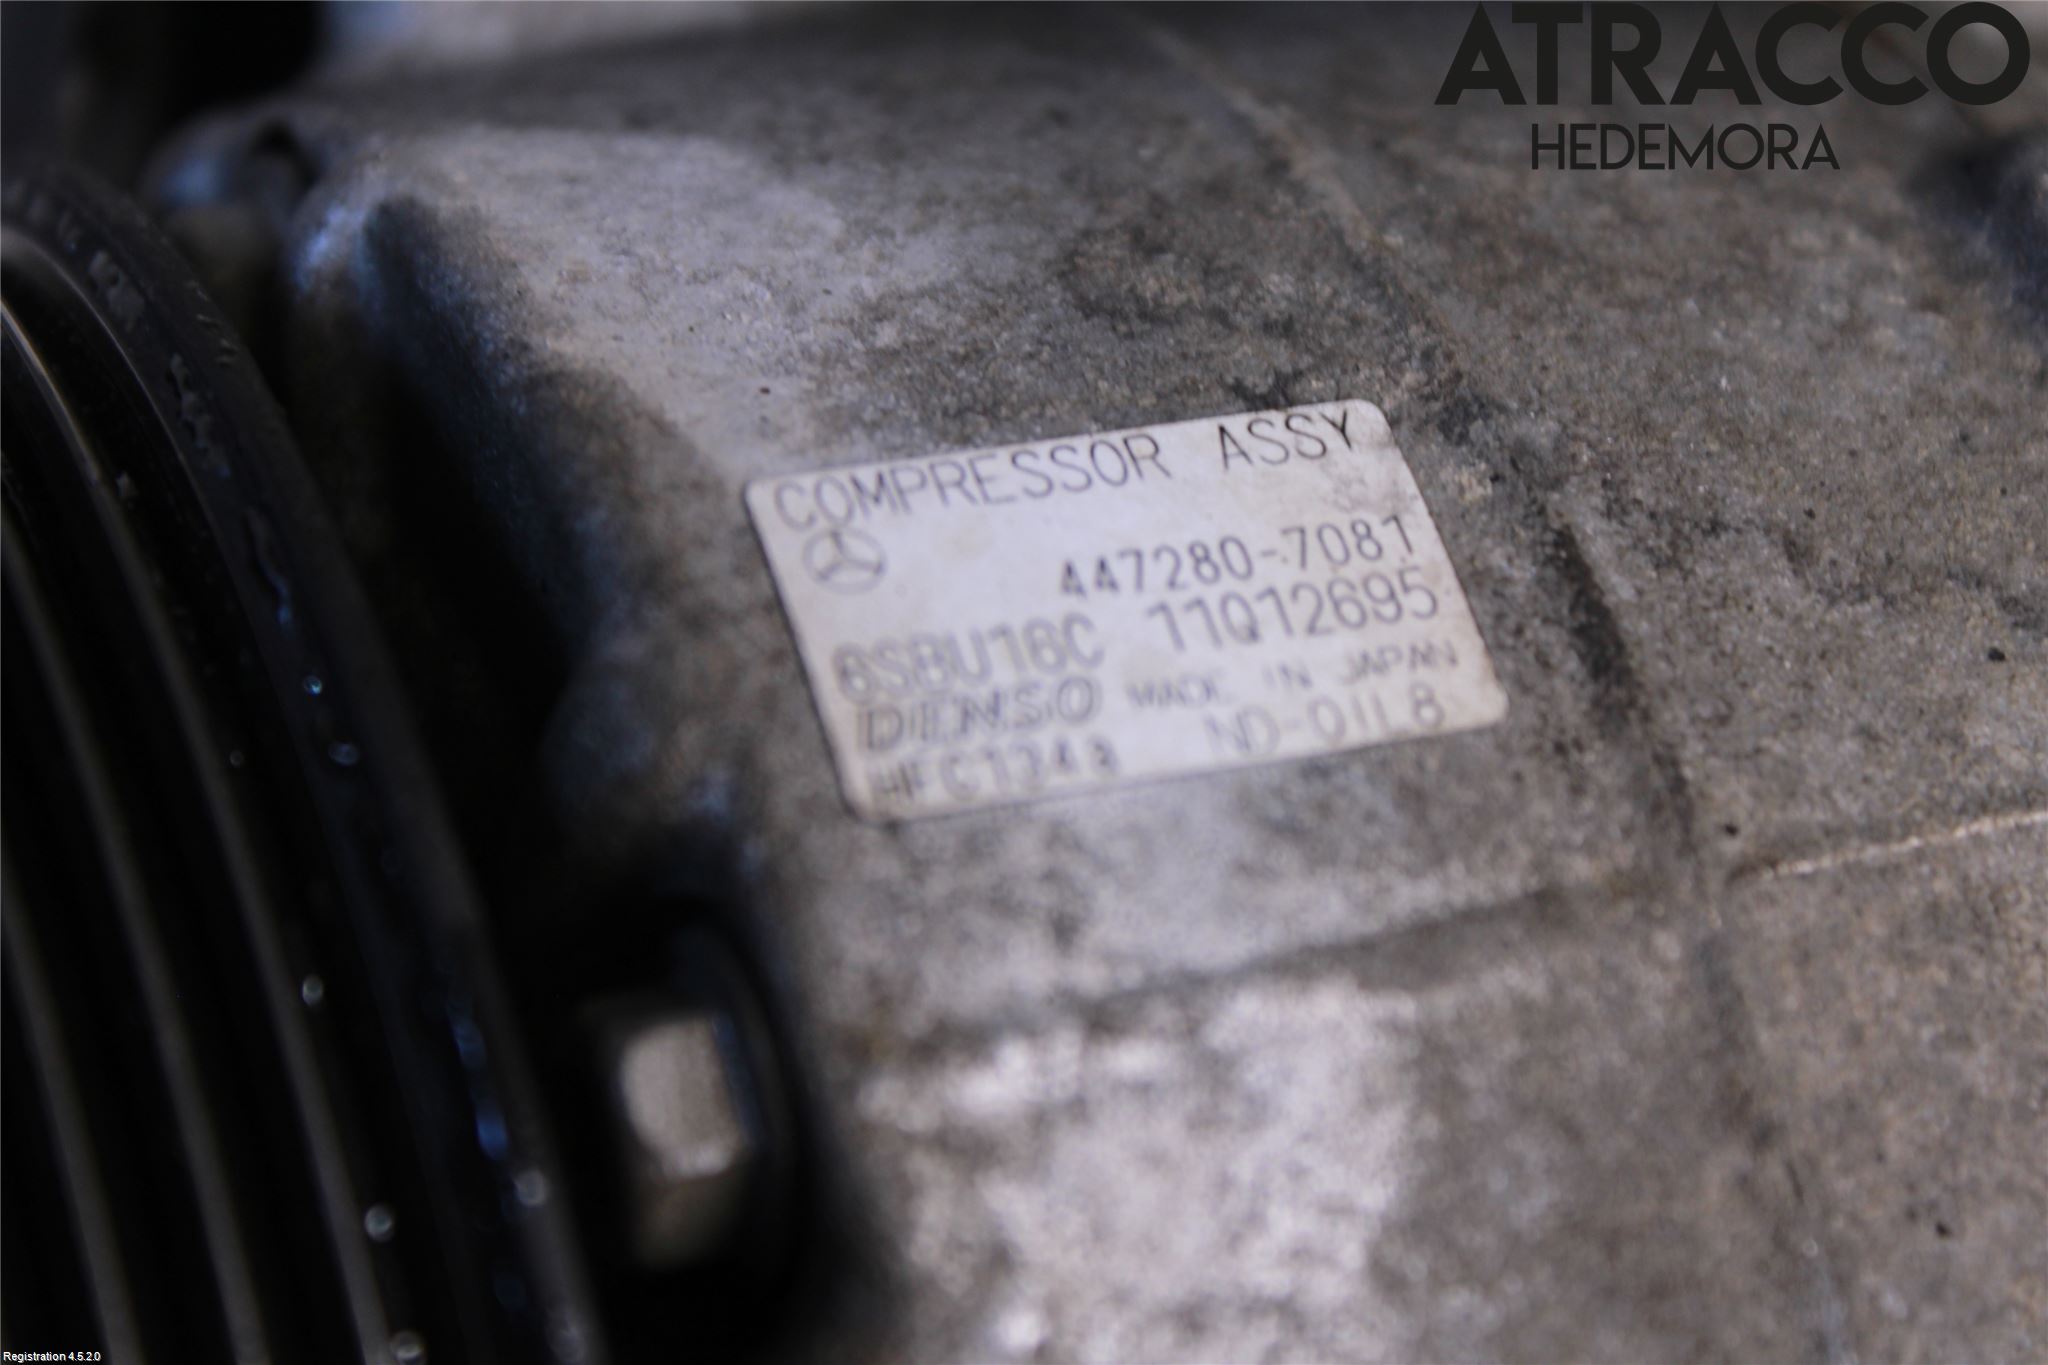 ATRACCO
HEDEMORA
COMPRESSOR ASSY
447280-7081
6SBU16C 11Q12695
DENSO MADE IN JAPAN
HFC134a ND-OIL8
Registration 4.5.2.0